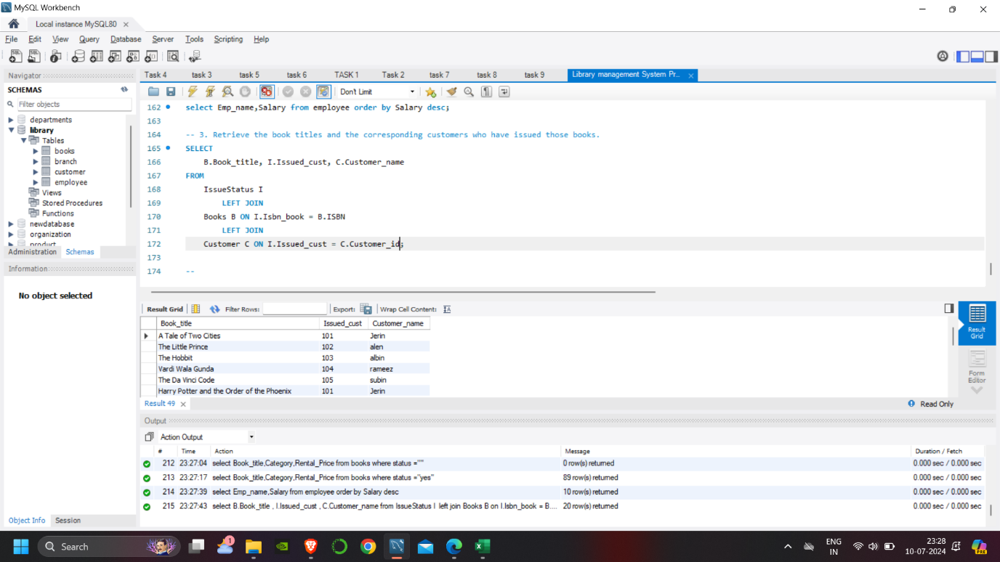 MySQL Workbench
Local instance MySQL80
File Edit View Query Database Server Tools Scripting Help
Navigator
SCHEMAS
Filter objects
departments
library
Tables
books
branch
customer
employee
Views
Stored Procedures
Functions
newdatabase
organization
product
Administration Schemas
Information
No object selected
Object Info Session
Task 4 task 3 task 5 task 6 TASK 1 Task 2 task 7 task 8 task 9 Library management System Pr...
Don't Limit
162 select Emp_name,Salary from employee order by Salary desc;
163
164 -- 3. Retrieve the book titles and the corresponding customers who have issued those books.
165 SELECT
166 B.Book_title, I.Issued_cust, C.Customer_name
167 FROM
168 IssueStatus I
169 LEFT JOIN
170 Books B ON I.Isbn_book = B.ISBN
171 LEFT JOIN
172 Customer C ON I.Issued_cust = C.Customer_id;
173
174 --
Result Grid Filter Rows: Export: Wrap Cell Content:
Book_title Issued_cust Customer_name
A Tale of Two Cities 101 Jerin
The Little Prince 102 alen
The Hobbit 103 albin
Vardi Wala Gunda 104 rameez
The Da Vinci Code 105 subin
Harry Potter and the Order of the Phoenix 101 Jerin
Result Grid
Form Editor
Result 49
Read Only
Output
Action Output
# Time Action Message Duration / Fetch
212 23:27:04 select Book_title,Category,Rental_Price from books where status ="" 0 row(s) returned 0.000 sec / 0.000 sec
213 23:27:17 select Book_title,Category,Rental_Price from books where status ="yes" 89 row(s) returned 0.000 sec / 0.000 sec
214 23:27:39 select Emp_name,Salary from employee order by Salary desc 10 row(s) returned 0.000 sec / 0.000 sec
215 23:27:43 select B.Book_title , I.Issued_cust , C.Customer_name from IssueStatus I left join Books B on I.Isbn_book = B.... 20 row(s) returned 0.000 sec / 0.000 sec
Search
1
ENG
IN
23:28
10-07-2024
PRE